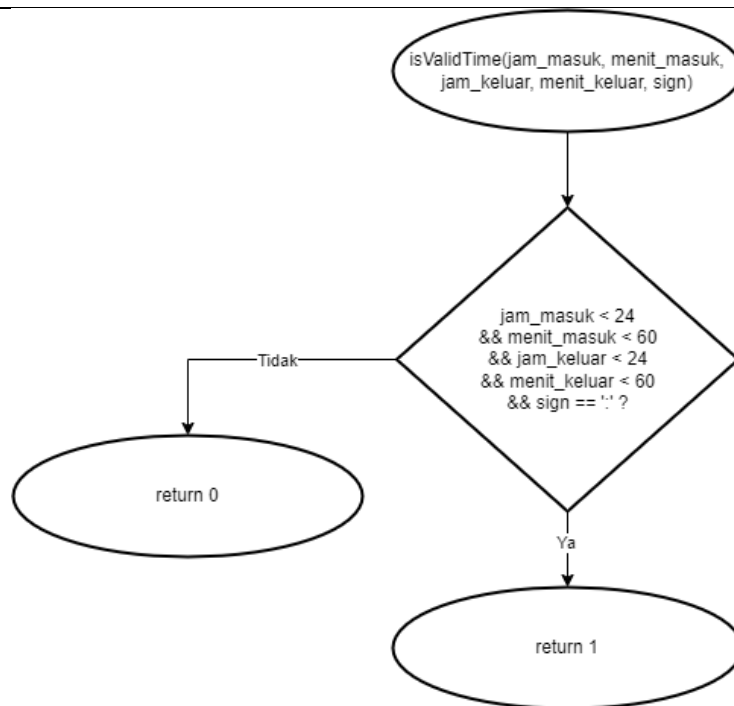 isValidTime(jam_masuk, menit_masuk,
jam_keluar, menit_keluar, sign)
jam_masuk < 24
&& menit_masuk < 60
&& jam_keluar < 24
&& menit_keluar < 60
&& sign == ':' ?
Tidak
return 0
Ya
return 1